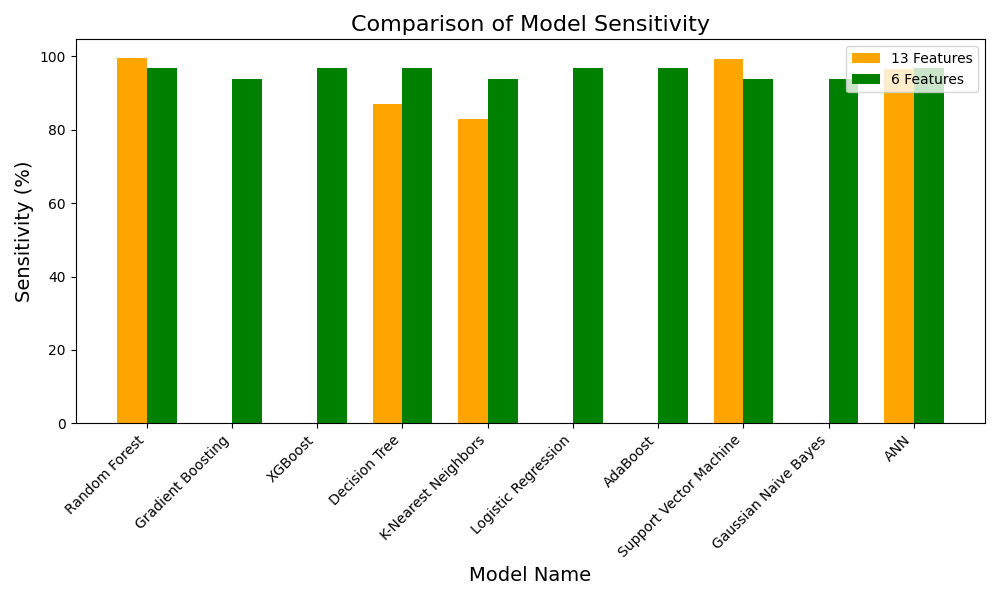 Comparison of Model Sensitivity
13 Features
6 Features
Sensitivity (%)
100
80
60
40
20
0
Random Forest
Gradient Boosting
XGBoost
Decision Tree
K-Nearest Neighbors
Logistic Regression
AdaBoost
Support Vector Machine
Gaussian Naive Bayes
ANN
Model Name